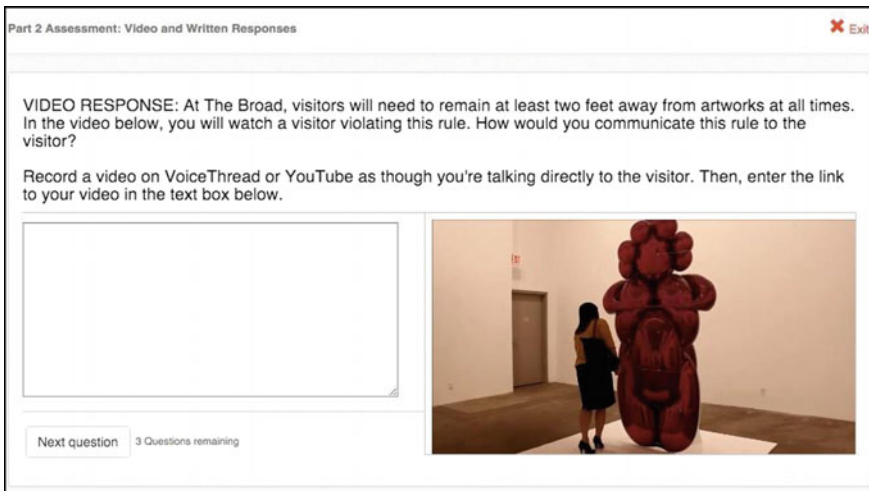 Part 2 Assessment: Video and Written Responses
✖ Exit
VIDEO RESPONSE: At The Broad, visitors will need to remain at least two feet away from artworks at all times.
In the video below, you will watch a visitor violating this rule. How would you communicate this rule to the
visitor?
Record a video on VoiceThread or YouTube as though you're talking directly to the visitor. Then, enter the link
to your video in the text box below.
EXIT
Next question
3 Questions remaining